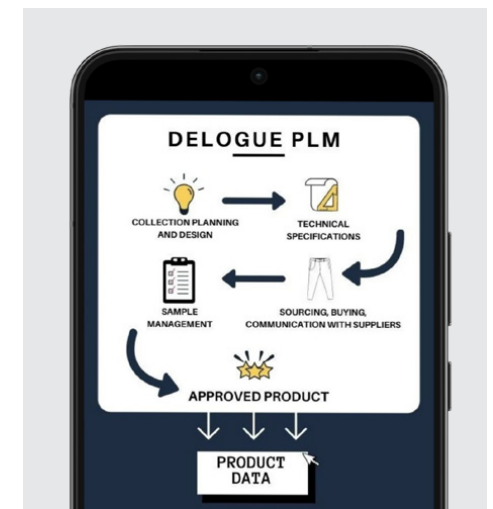 DELOGUE PLM
COLLECTION PLANNING
AND DESIGN
TECHNICAL
SPECIFICATIONS
SAMPLE
MANAGEMENT
SOURCING, BUYING,
COMMUNICATION WITH SUPPLIERS
APPROVED PRODUCT
PRODUCT
DATA